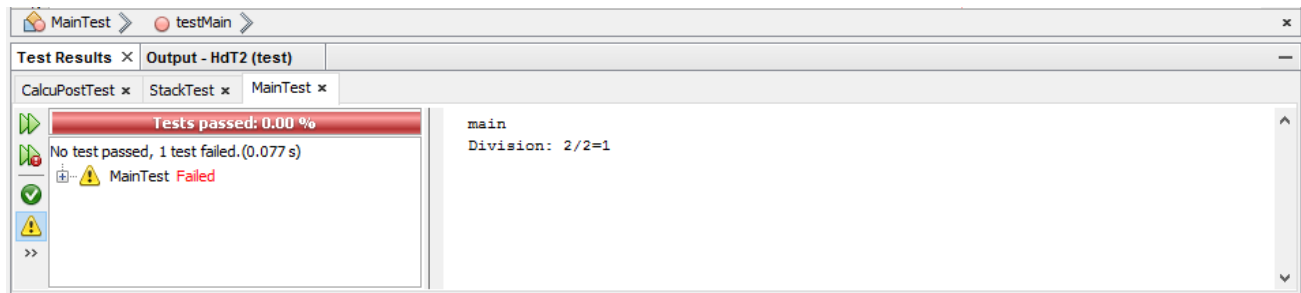 MainTest testMain
Test Results Output - HdT2 (test)
CalcuPostTest StackTest MainTest
Tests passed: 0.00 %
No test passed, 1 test failed.(0.077 s)
MainTest Failed
main
Division: 2/2=1